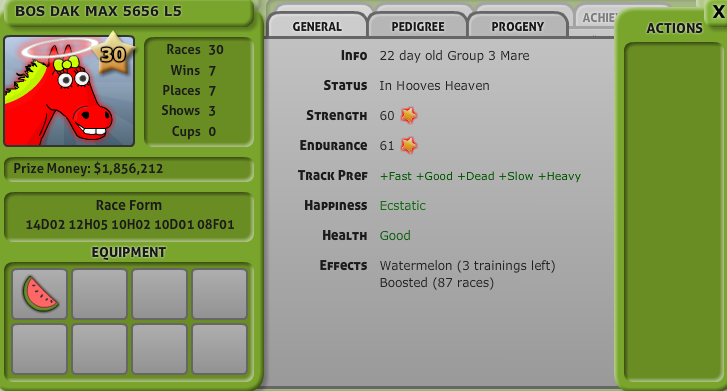 BOS DAK MAX 5656 L5
30
Races 30
Wins 7
Places 7
Shows 3
Cups 0
Prize Money: $1,856,212
Race Form
14D02 12H05 10H02 10D01 08F01
EQUIPMENT
GENERAL
PEDIGREE
PROGENY
ACHIE
INFO 22 day old Group 3 Mare
STATUS In Hooves Heaven
STRENGTH 60
ENDURANCE 61
TRACK PREF +Fast +Good +Dead +Slow +Heavy
HAPPINESS Ecstatic
HEALTH Good
EFFECTS Watermelon (3 trainings left)
Boosted (87 races)
ACTIONS
X